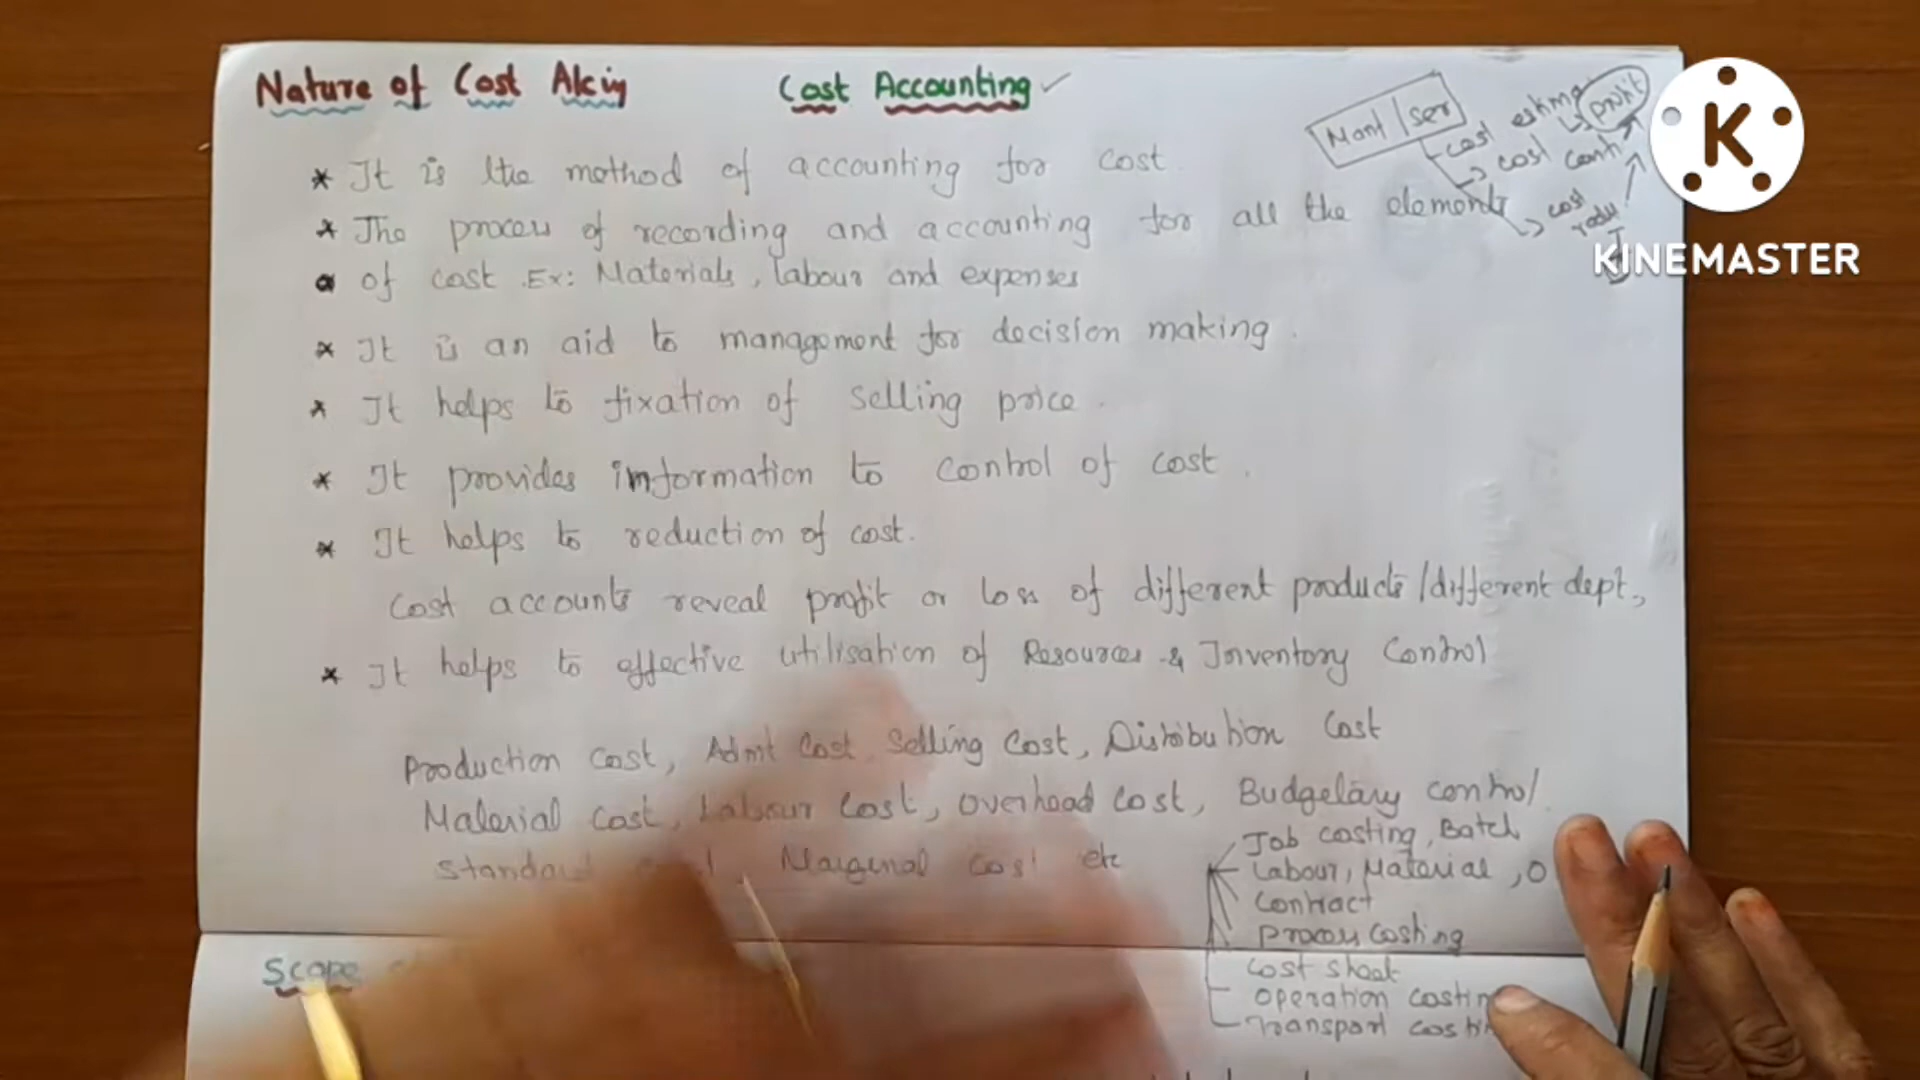 Nature of Cost A/cing
Cost Accounting
Manf/ser
cost estima
profit
cost cont
cost redu
* It is the method of accounting for cost.
* The process of recording and accounting for all the elements
of cost. Ex: Materials, labour and expenses
* It is an aid to management for decision making.
* It helps to fixation of selling price.
* It provides information to control of cost.
* It helps to reduction of cost.
Cost accounts reveal profit or loss of different products/different dept,
* It helps to effective utilisation of Resources & Inventory Control
Production Cost, Admt Cost, Selling Cost, Distribution Cost
Material Cost, Labour Cost, Overhead Cost, Budgetary control.
Standard Marginal Cost etc
Job costing, Batch
Labour, Material, O
Contract
Process Costing
Cost sheet
Operation costin
Transport costin
Scope
K
KINEMASTER